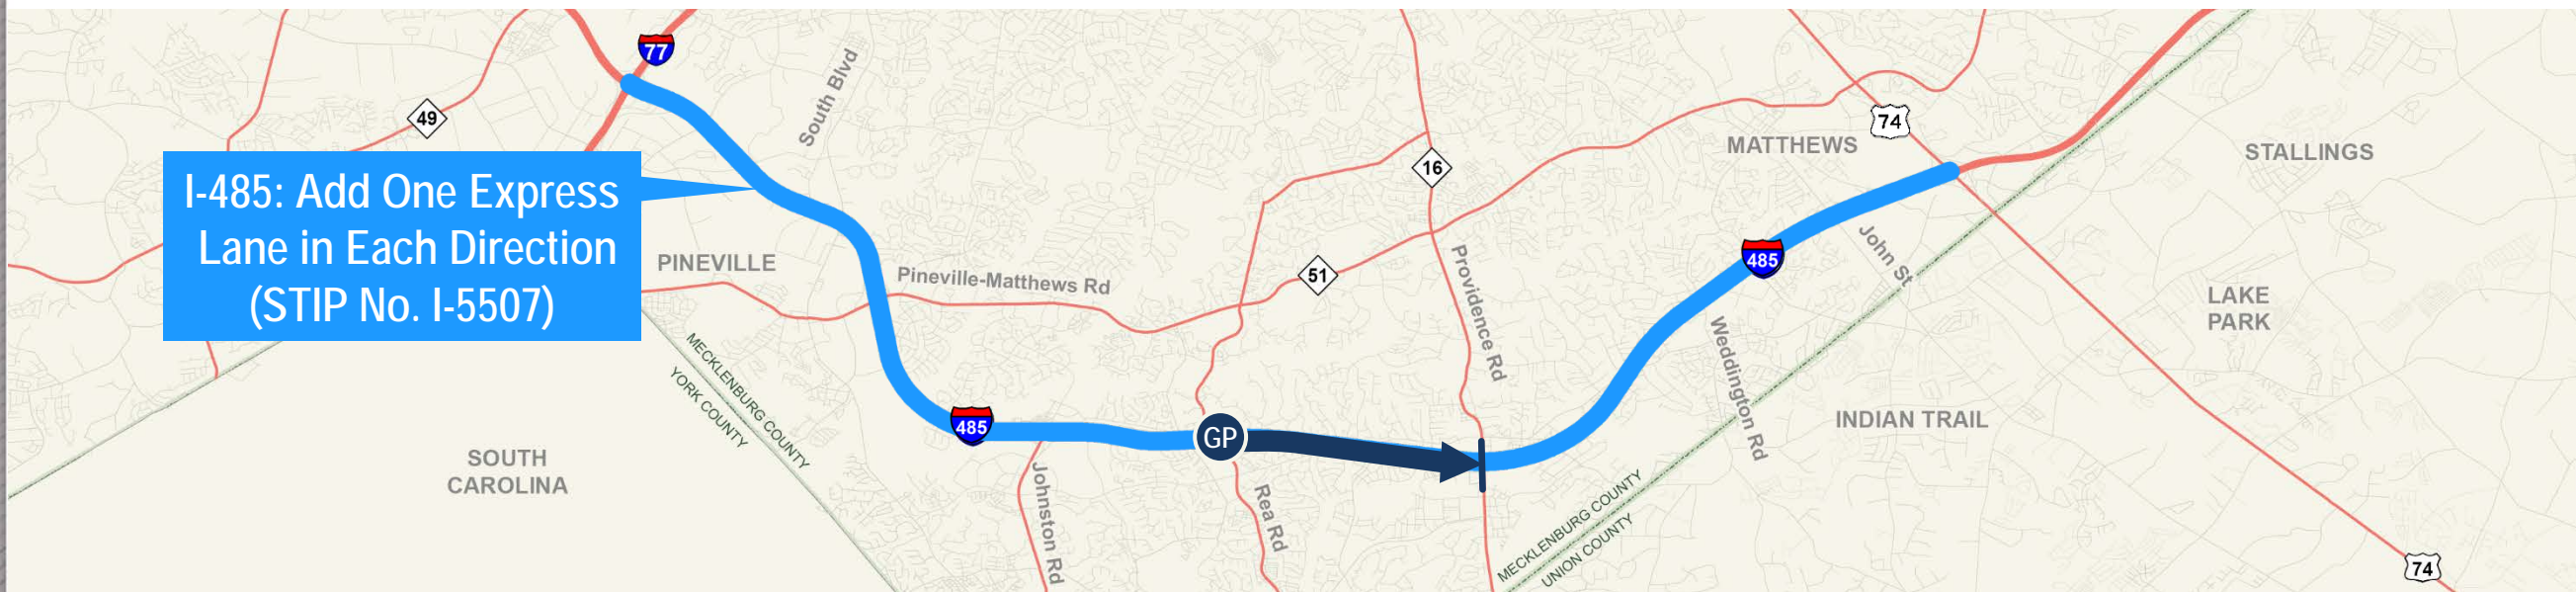 77
South Blvd
49
74
MATTHEWS
STALLINGS
16
I-485: Add One Express
Lane in Each Direction
(STIP No. I-5507)
PINEVILLE
Pineville-Matthews Rd
51
Providence Rd
485
John St
LAKE
PARK
MECKLENBURG COUNTY
YORK COUNTY
Weddington Rd
INDIAN TRAIL
485
GP
SOUTH
CAROLINA
Johnston Rd
Rea Rd
MECKLENBURG COUNTY
UNION COUNTY
74